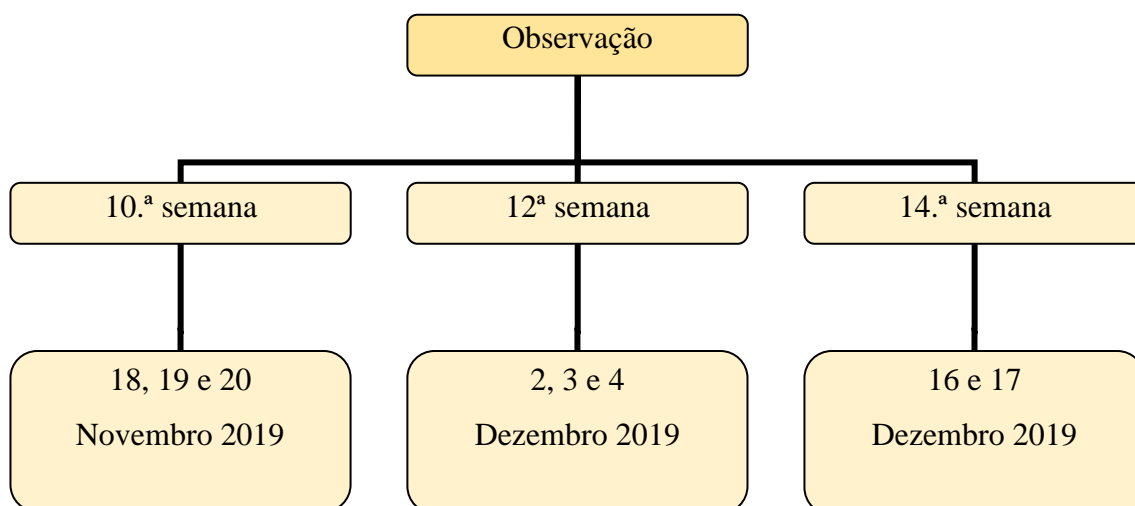 Observação
10.ª semana
12ª semana
14.ª semana
18, 19 e 20
Novembro 2019
2, 3 e 4
Dezembro 2019
16 e 17
Dezembro 2019